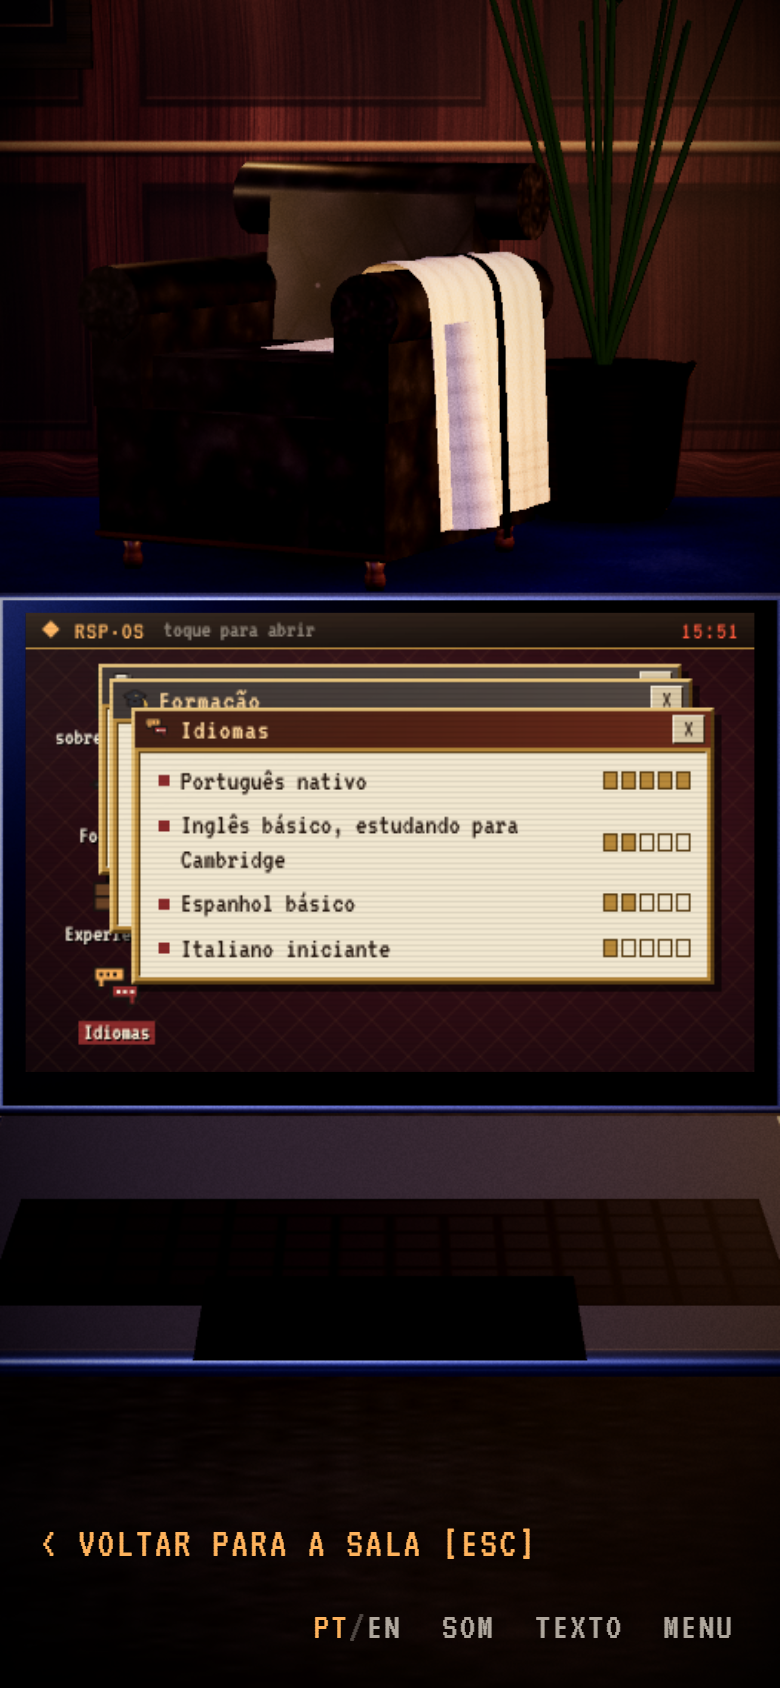 RSP·OS toque para abrir 15:51
Formação X
Idiomas X
sobre
Português nativo
Inglês básico, estudando para
Cambridge
Espanhol básico
Italiano iniciante
Idiomas
< VOLTAR PARA A SALA [ESC]
PT/EN SOM TEXTO MENU